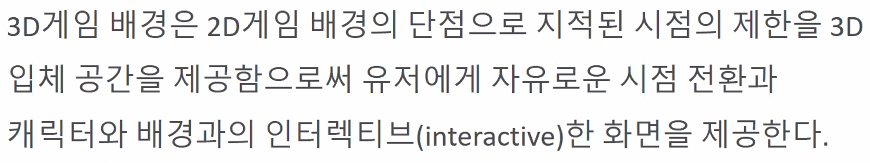 3D게임 배경은 2D게임 배경의 단점으로 지적된 시점의 제한을 3D
입체 공간을 제공함으로써 유저에게 자유로운 시점 전환과
캐릭터와 배경과의 인터렉티브(interactive)한 화면을 제공한다.